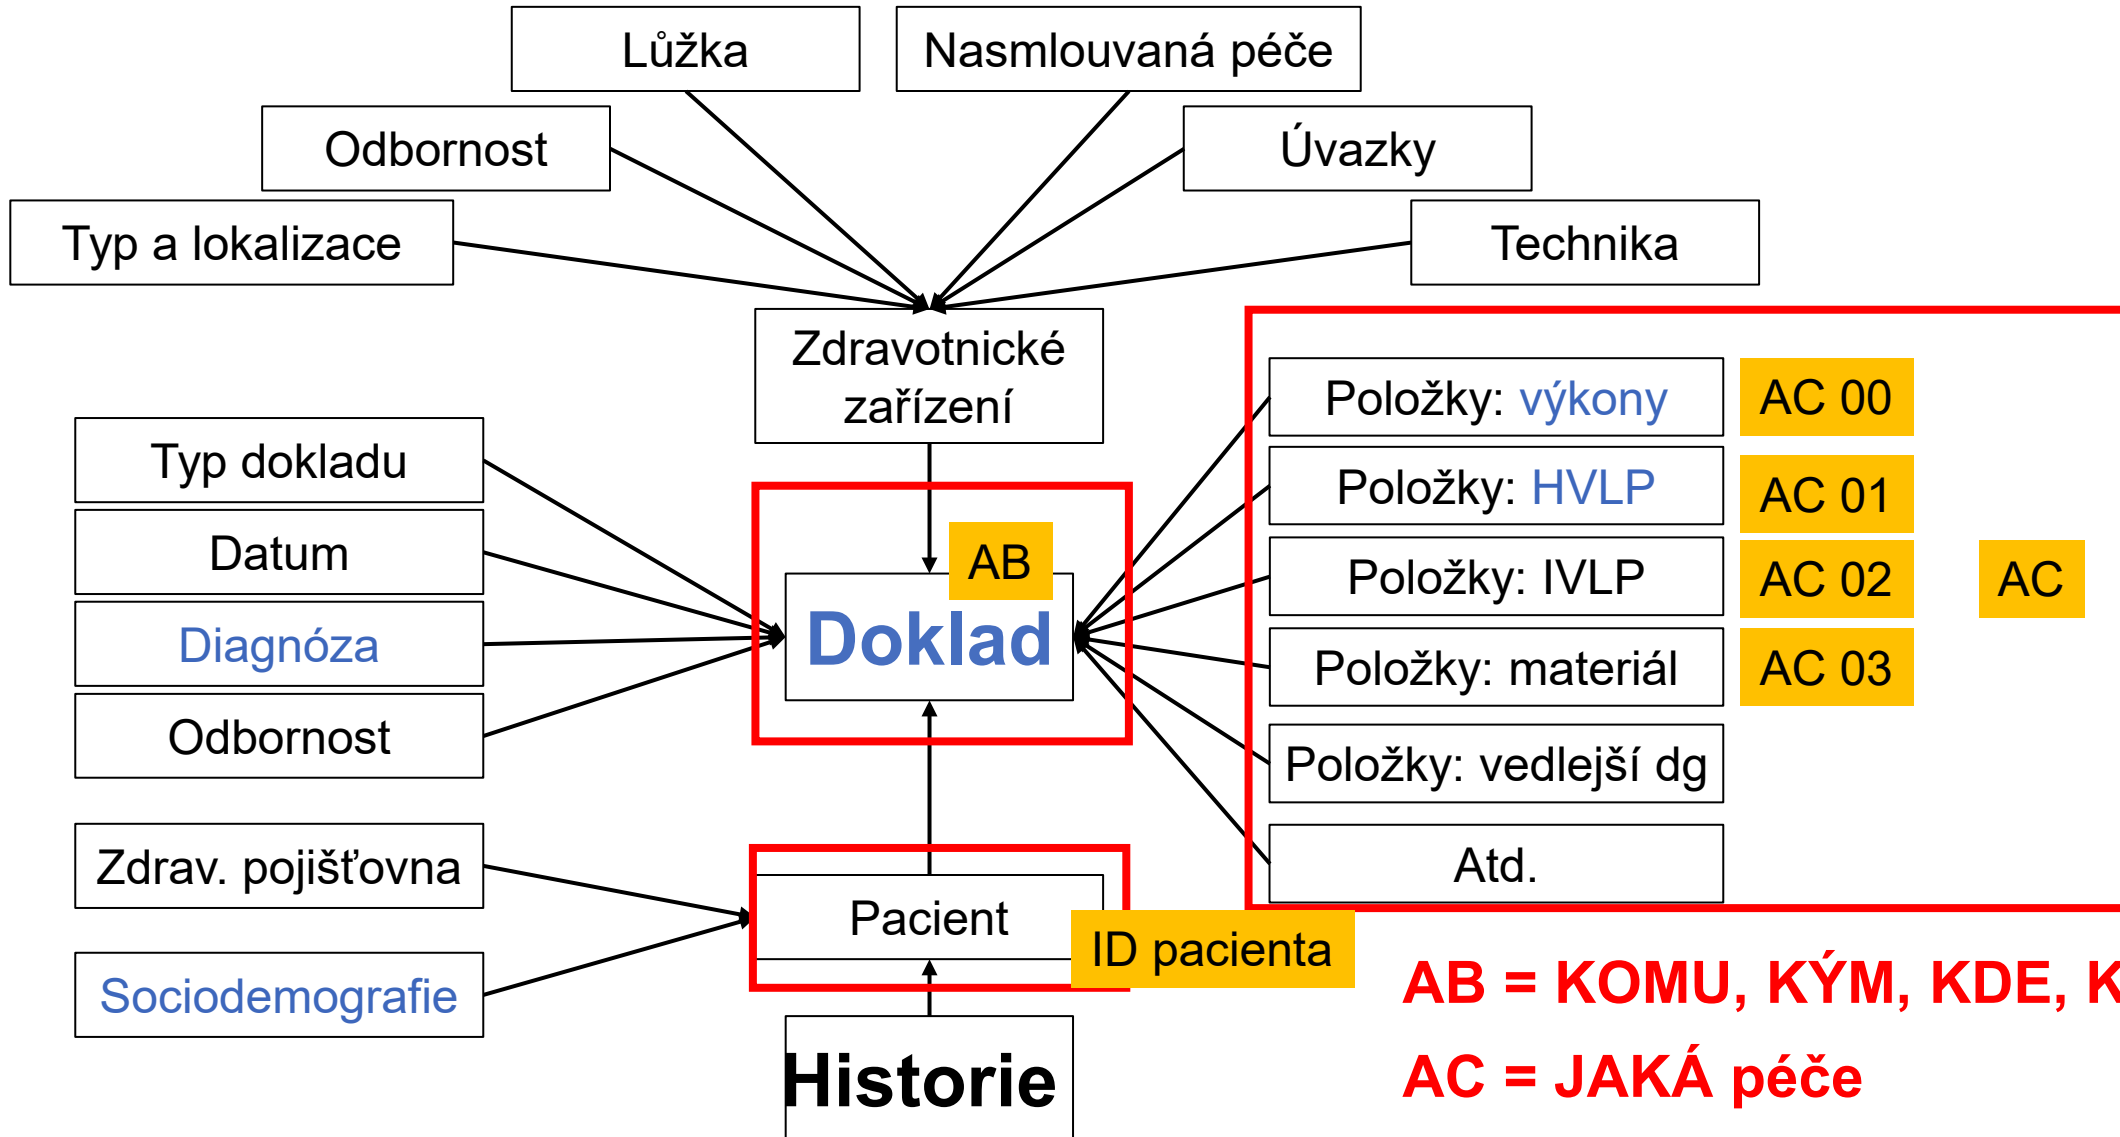 Lůžka
Nasmlouvaná péče
Odbornost
Úvazky
Typ a lokalizace
Technika
Zdravotnické
zařízení
Položky: výkony
AC 00
Typ dokladu
Položky: HVLP
AC 01
Datum
AB
Položky: IVLP
AC 02
AC
Diagnóza
Doklad
Položky: materiál
AC 03
Odbornost
Položky: vedlejší dg
Zdrav. pojišťovna
Atd.
Pacient
ID pacienta
Sociodemografie
AB = KOMU, KÝM, KDE, K
Historie
AC = JAKÁ péče